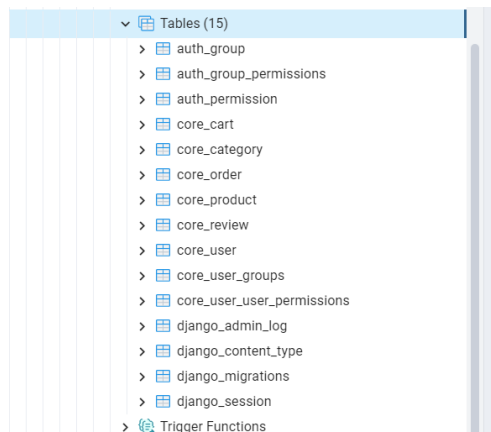 Tables (15)
auth_group
auth_group_permissions
auth_permission
core_cart
core_category
core_order
core_product
core_review
core_user
core_user_groups
core_user_user_permissions
django_admin_log
django_content_type
django_migrations
django_session
Trigger Functions